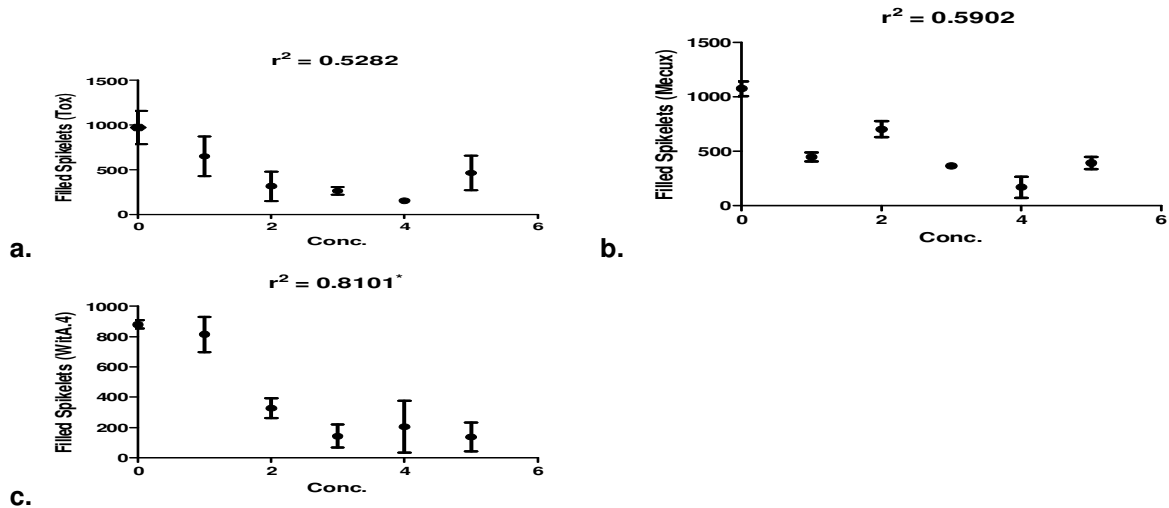 r² = 0.5282
Filled Spikelets (Tox)
1500
1000
500
0
0 2 4 6
Conc.
a.
r² = 0.5902
Filled Spikelets (Mecux)
1500
1000
500
0
0 2 4 6
Conc.
b.
r² = 0.8101*
Filled Spikelets (WitA.4)
1000
800
600
400
200
0
0 2 4 6
Conc.
c.